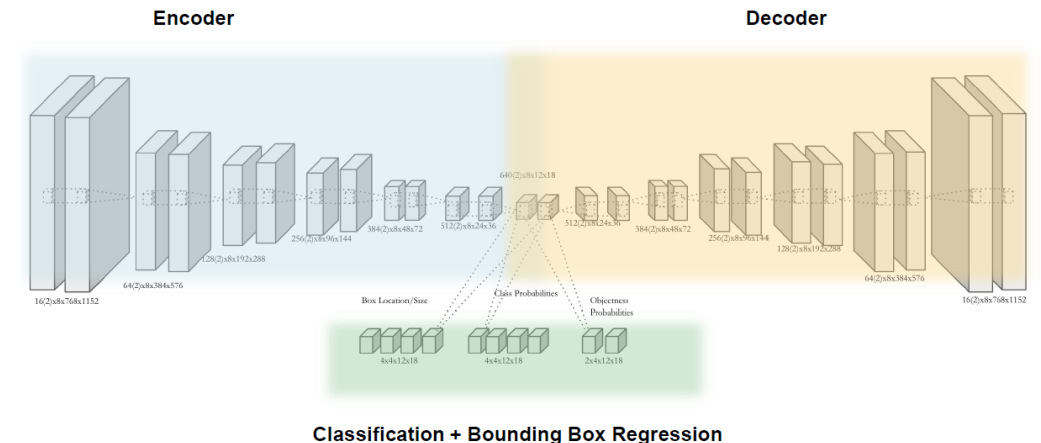 Encoder
Decoder
640(2)x8x12x18
512(2)x8x24x36
512(2)x8x24x36
384(2)x8x48x72
384(2)x8x48x72
256(2)x8x96x144
256(2)x8x96x144
128(2)x8x192x288
128(2)x8x192x288
64(2)x8x384x576
64(2)x8x384x576
16(2)x8x768x1152
16(2)x8x768x1152
Box Location/Size
Class Probabilities
Objectness
Probabilities
4x4x12x18
4x4x12x18
2x4x12x18
Classification + Bounding Box Regression